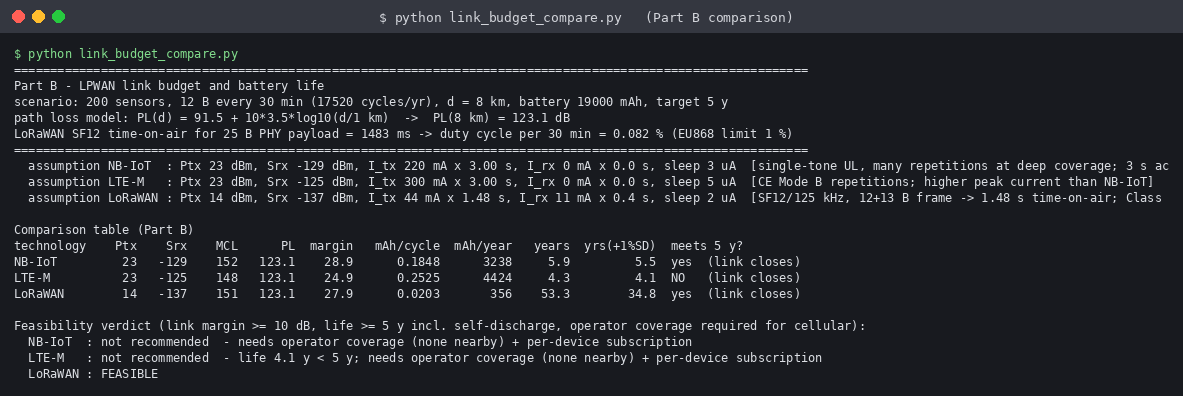 $ python link_budget_compare.py   (Part B comparison)
$ python link_budget_compare.py
==============================================================================================================
Part B - LPWAN link budget and battery life
scenario: 200 sensors, 12 B every 30 min (17520 cycles/yr), d = 8 km, battery 19000 mAh, target 5 y
path loss model: PL(d) = 91.5 + 10*3.5*log10(d/1 km)  ->  PL(8 km) = 123.1 dB
LoRaWAN SF12 time-on-air for 25 B PHY payload = 1483 ms -> duty cycle per 30 min = 0.082 % (EU868 limit 1 %)
==============================================================================================================
  assumption NB-IoT  : Ptx 23 dBm, Srx -129 dBm, I_tx 220 mA x 3.00 s, I_rx 0 mA x 0.0 s, sleep 3 uA  [single-tone UL, many repetitions at deep coverage; 3 s ac
  assumption LTE-M   : Ptx 23 dBm, Srx -125 dBm, I_tx 300 mA x 3.00 s, I_rx 0 mA x 0.0 s, sleep 5 uA  [CE Mode B repetitions; higher peak current than NB-IoT]
  assumption LoRaWAN : Ptx 14 dBm, Srx -137 dBm, I_tx 44 mA x 1.48 s, I_rx 11 mA x 0.4 s, sleep 2 uA  [SF12/125 kHz, 12+13 B frame -> 1.48 s time-on-air; Class
Comparison table (Part B)
technology    Ptx    Srx    MCL      PL  margin   mAh/cycle  mAh/year   years  yrs(+1%SD)  meets 5 y?
NB-IoT         23   -129    152   123.1    28.9      0.1848      3238     5.9         5.5  yes  (link closes)
LTE-M          23   -125    148   123.1    24.9      0.2525      4424     4.3         4.1  NO   (link closes)
LoRaWAN        14   -137    151   123.1    27.9      0.0203       356    53.3        34.8  yes  (link closes)
Feasibility verdict (link margin >= 10 dB, life >= 5 y incl. self-discharge, operator coverage required for cellular):
  NB-IoT  : not recommended  - needs operator coverage (none nearby) + per-device subscription
  LTE-M   : not recommended  - life 4.1 y < 5 y; needs operator coverage (none nearby) + per-device subscription
  LoRaWAN : FEASIBLE